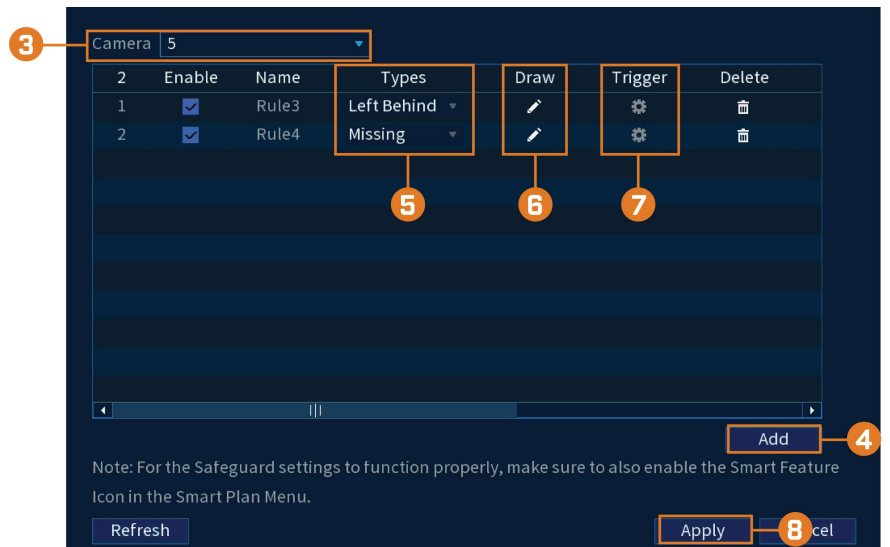 3 Camera 5
2 Enable Name Types Draw Trigger Delete
1 Rule3 Left Behind
2 Rule4 Missing
5 6 7
Add 4
Note: For the Safeguard settings to function properly, make sure to also enable the Smart Feature
Icon in the Smart Plan Menu.
Refresh Apply 8 cel